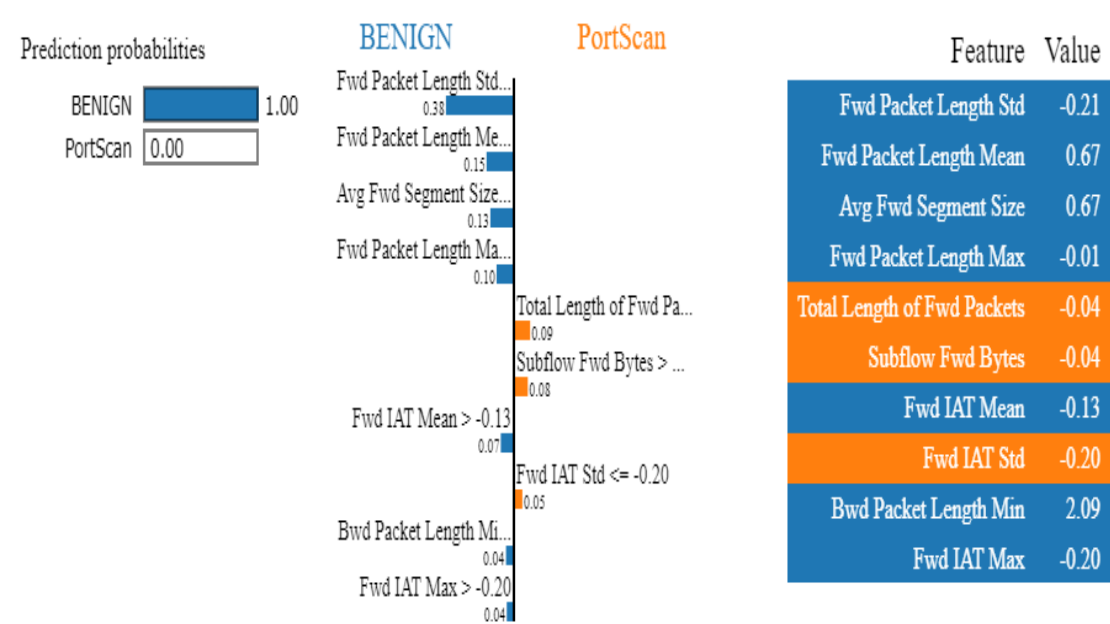 Prediction probabilities
BENIGN 1.00
PortScan 0.00
BENIGN PortScan
Fwd Packet Length Std...
0.38
Fwd Packet Length Me...
0.15
Avg Fwd Segment Size...
0.13
Fwd Packet Length Ma...
0.10
Total Length of Fwd Pa...
0.09
Subflow Fwd Bytes > ...
0.08
Fwd IAT Mean > -0.13
0.07
Fwd IAT Std <= -0.20
0.05
Bwd Packet Length Mi...
0.04
Fwd IAT Max > -0.20
0.04
Feature Value
Fwd Packet Length Std -0.21
Fwd Packet Length Mean 0.67
Avg Fwd Segment Size 0.67
Fwd Packet Length Max -0.01
Total Length of Fwd Packets -0.04
Subflow Fwd Bytes -0.04
Fwd IAT Mean -0.13
Fwd IAT Std -0.20
Bwd Packet Length Min 2.09
Fwd IAT Max -0.20